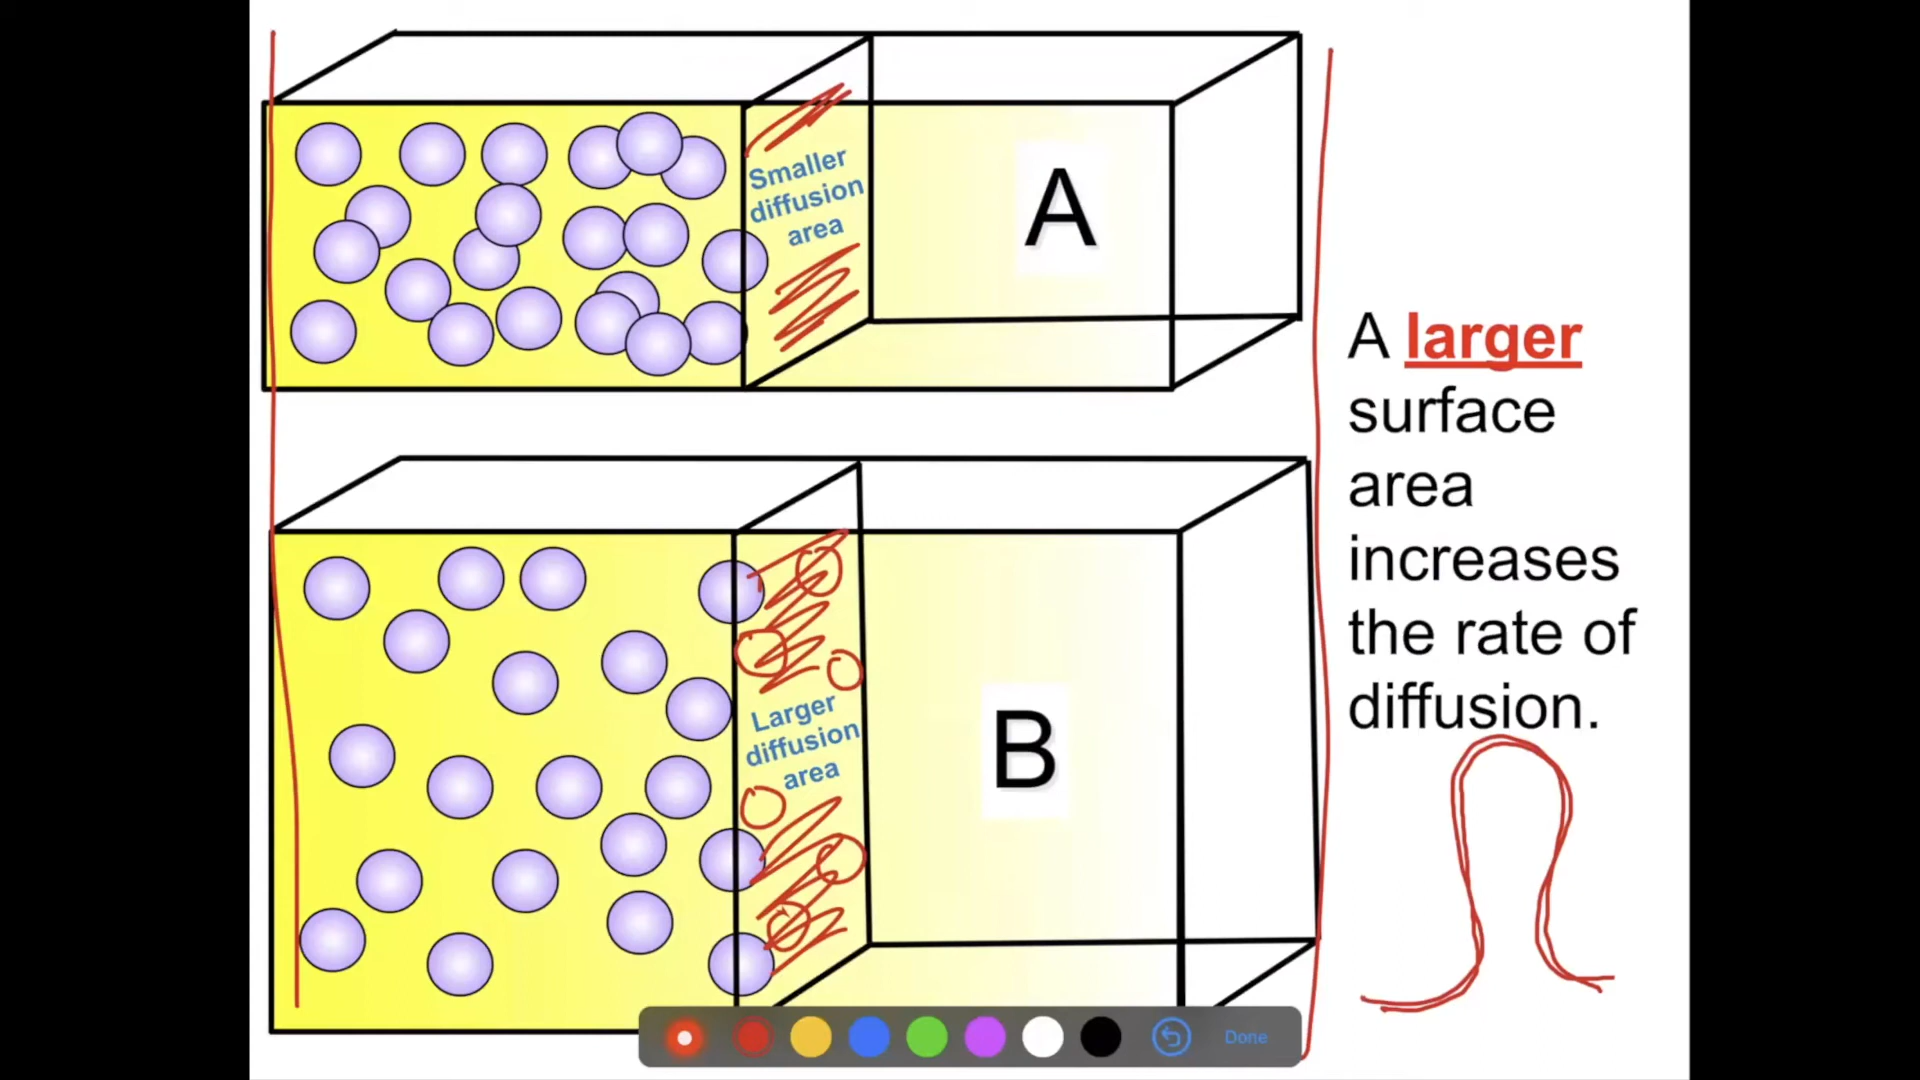 Smaller
diffusion
area
A
A larger
surface
area
increases
the rate of
diffusion.
Larger
diffusion
area
B
Done